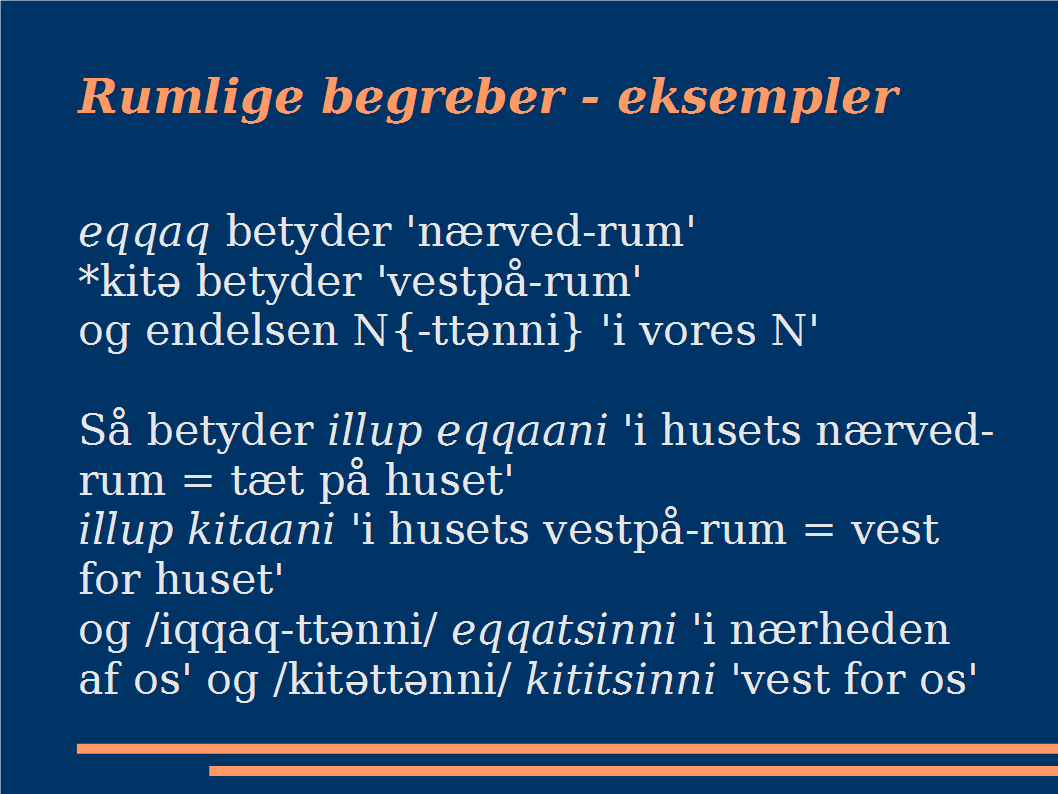 Rumlige begreber - eksempler
eqqaq betyder 'nærved-rum'
*kitə betyder 'vestpå-rum'
og endelsen N{-ttənni} 'i vores N'
Så betyder illup eqqaani 'i husets nærved-
rum = tæt på huset'
illup kitaani 'i husets vestpå-rum = vest
for huset'
og /iqqaq-ttənni/ eqqatsinni 'i nærheden
af os' og /kitəttənni/ kititsinni 'vest for os'